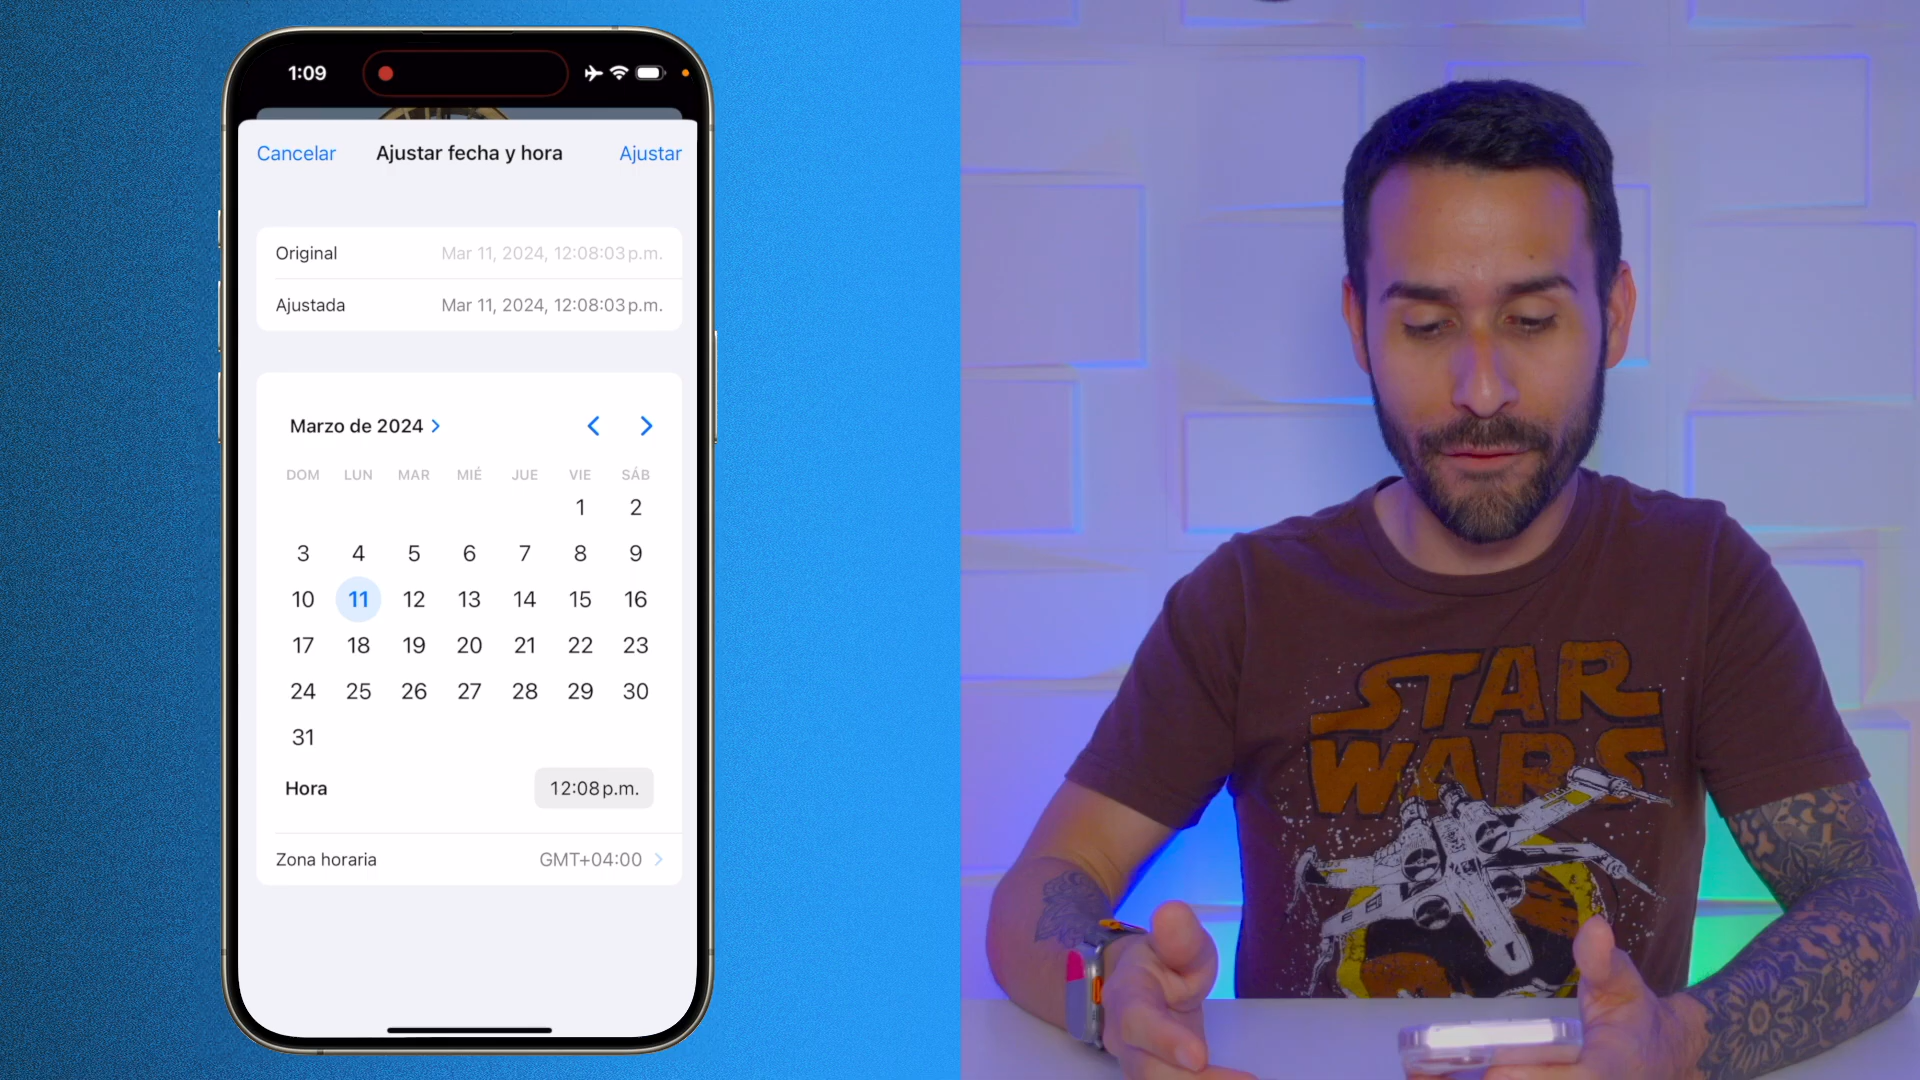 1:09
Cancelar Ajustar fecha y hora Ajustar
Original Mar 11, 2024, 12:08:03 p.m.
Ajustada Mar 11, 2024, 12:08:03 p.m.
Marzo de 2024
DOM LUN MAR MIÉ JUE VIE SÁB
1 2
3 4 5 6 7 8 9
10 11 12 13 14 15 16
17 18 19 20 21 22 23
24 25 26 27 28 29 30
31
Hora 12:08 p.m.
Zona horaria GMT+04:00
STAR
WARS